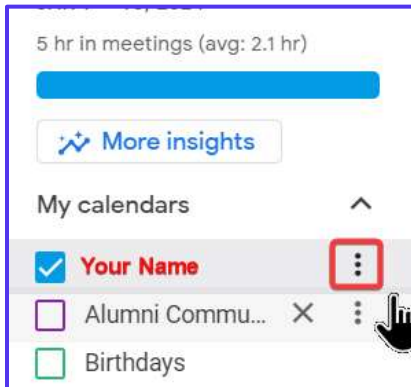 5 hr in meetings (avg: 2.1 hr)
More insights
My calendars
Your Name
Alumni Commu...
Birthdays